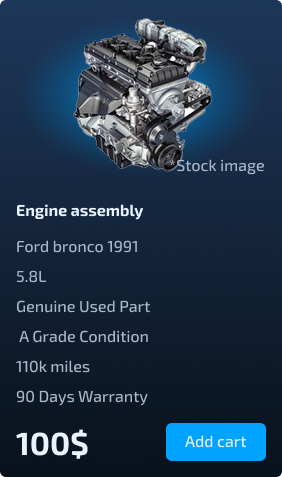 *Stock image
Engine assembly
Ford bronco 1991
5.8L
Genuine Used Part
A Grade Condition
110k miles
90 Days Warranty
100$
Add cart